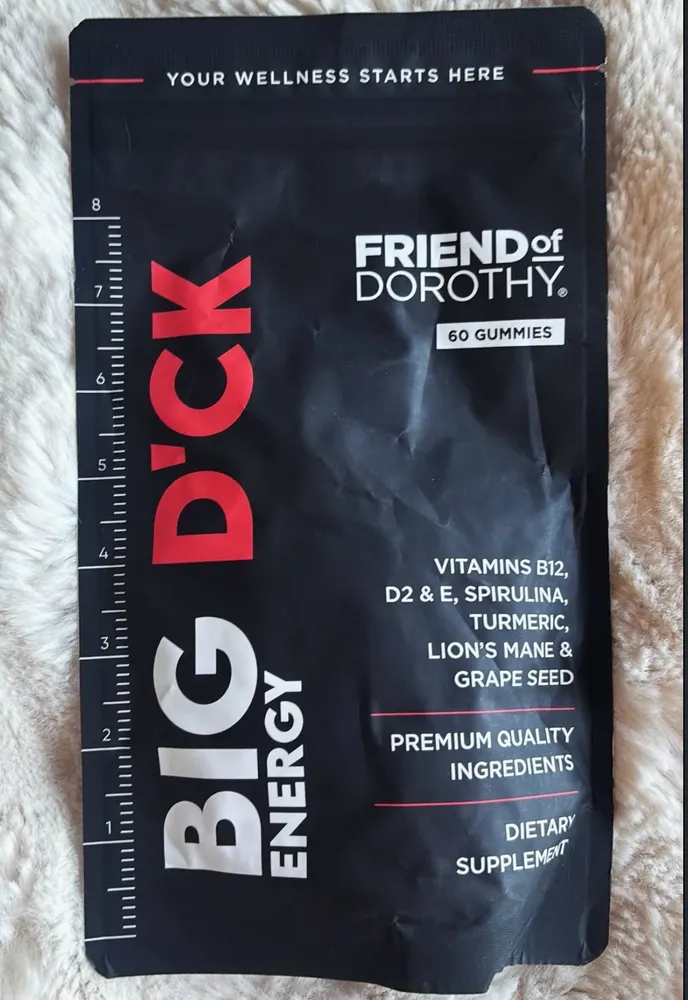 YOUR WELLNESS STARTS HERE
8
7
6
5
4
3
2
1
BIG D'CK
ENERGY
FRIEND of
DOROTHY®
60 GUMMIES
VITAMINS B12,
D2 & E, SPIRULINA,
TURMERIC,
LION'S MANE &
GRAPE SEED
PREMIUM QUALITY
INGREDIENTS
DIETARY
SUPPLEMENT